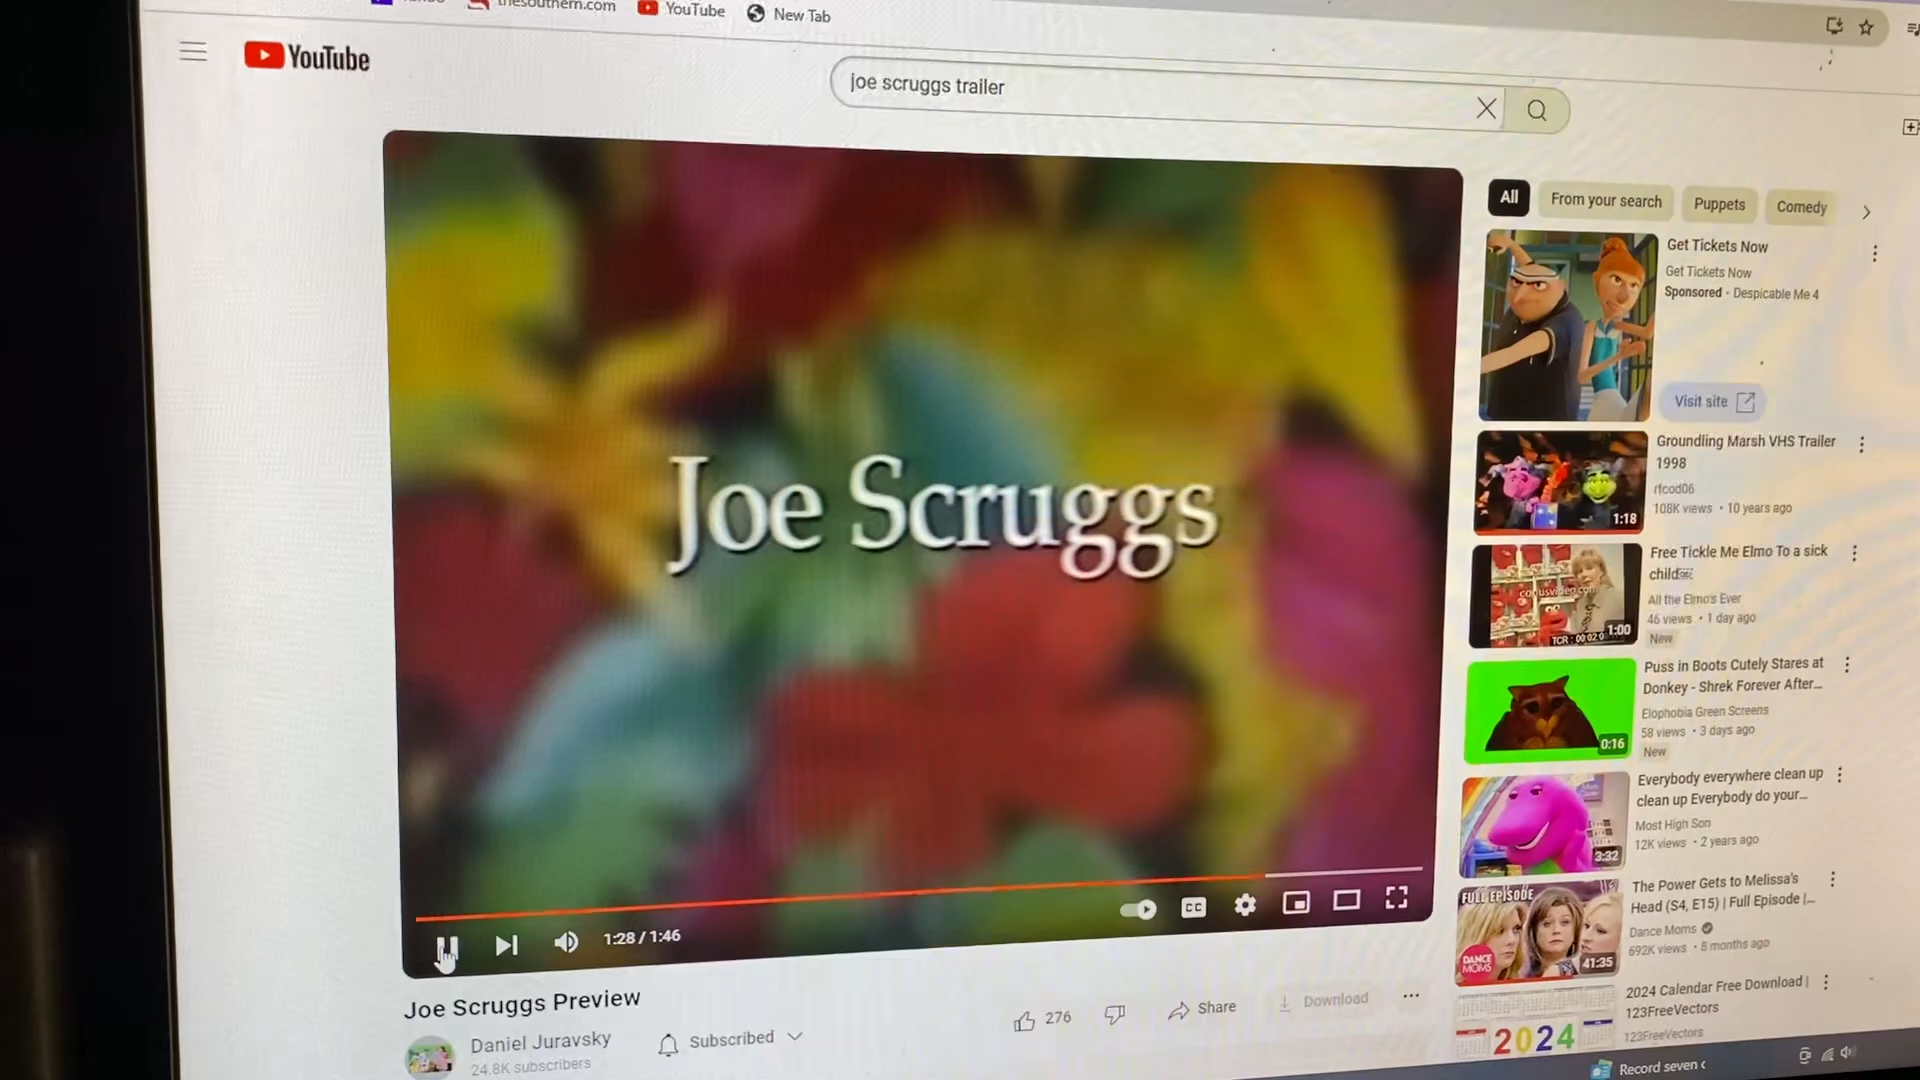 thesouthern.com
YouTube
New Tab
YouTube
joe scruggs trailer
Joe Scruggs
1:28 / 1:46
CC
Joe Scruggs Preview
Daniel Juravsky
24.8K subscribers
Subscribed
276
Share
Download
All
From your search
Puppets
Comedy
Get Tickets Now
Get Tickets Now
Sponsored · Despicable Me 4
Visit site
Groundling Marsh VHS Trailer
1998
rfcod06
108K views · 10 years ago
1:18
Free Tickle Me Elmo To a sick
child
All the Elmo's Ever
46 views · 1 day ago
New
TCR
1:00
Puss in Boots Cutely Stares at
Donkey - Shrek Forever After...
Elophobia Green Screens
58 views · 3 days ago
New
0:16
Everybody everywhere clean up
clean up Everybody do your...
Most High Son
12K views · 2 years ago
3:32
FULL EPISODE
DANCE
MOMS
41:35
The Power Gets to Melissa's
Head (S4, E15) | Full Episode |...
Dance Moms
692K views · 8 months ago
2024
2024 Calendar Free Download |
123FreeVectors
123FreeVectors
Record seven